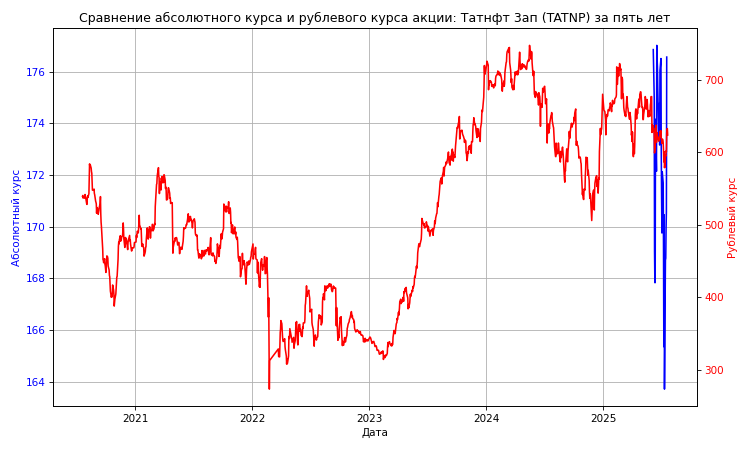 Сравнение абсолютного курса и рублевого курса акции: Татнфт 3ап (TATNP) за пять лет
176
174
172
170
168
166
164
Абсолютный курс
700
600
500
400
300
Рублевый курс
2021 2022 2023 2024 2025
Дата